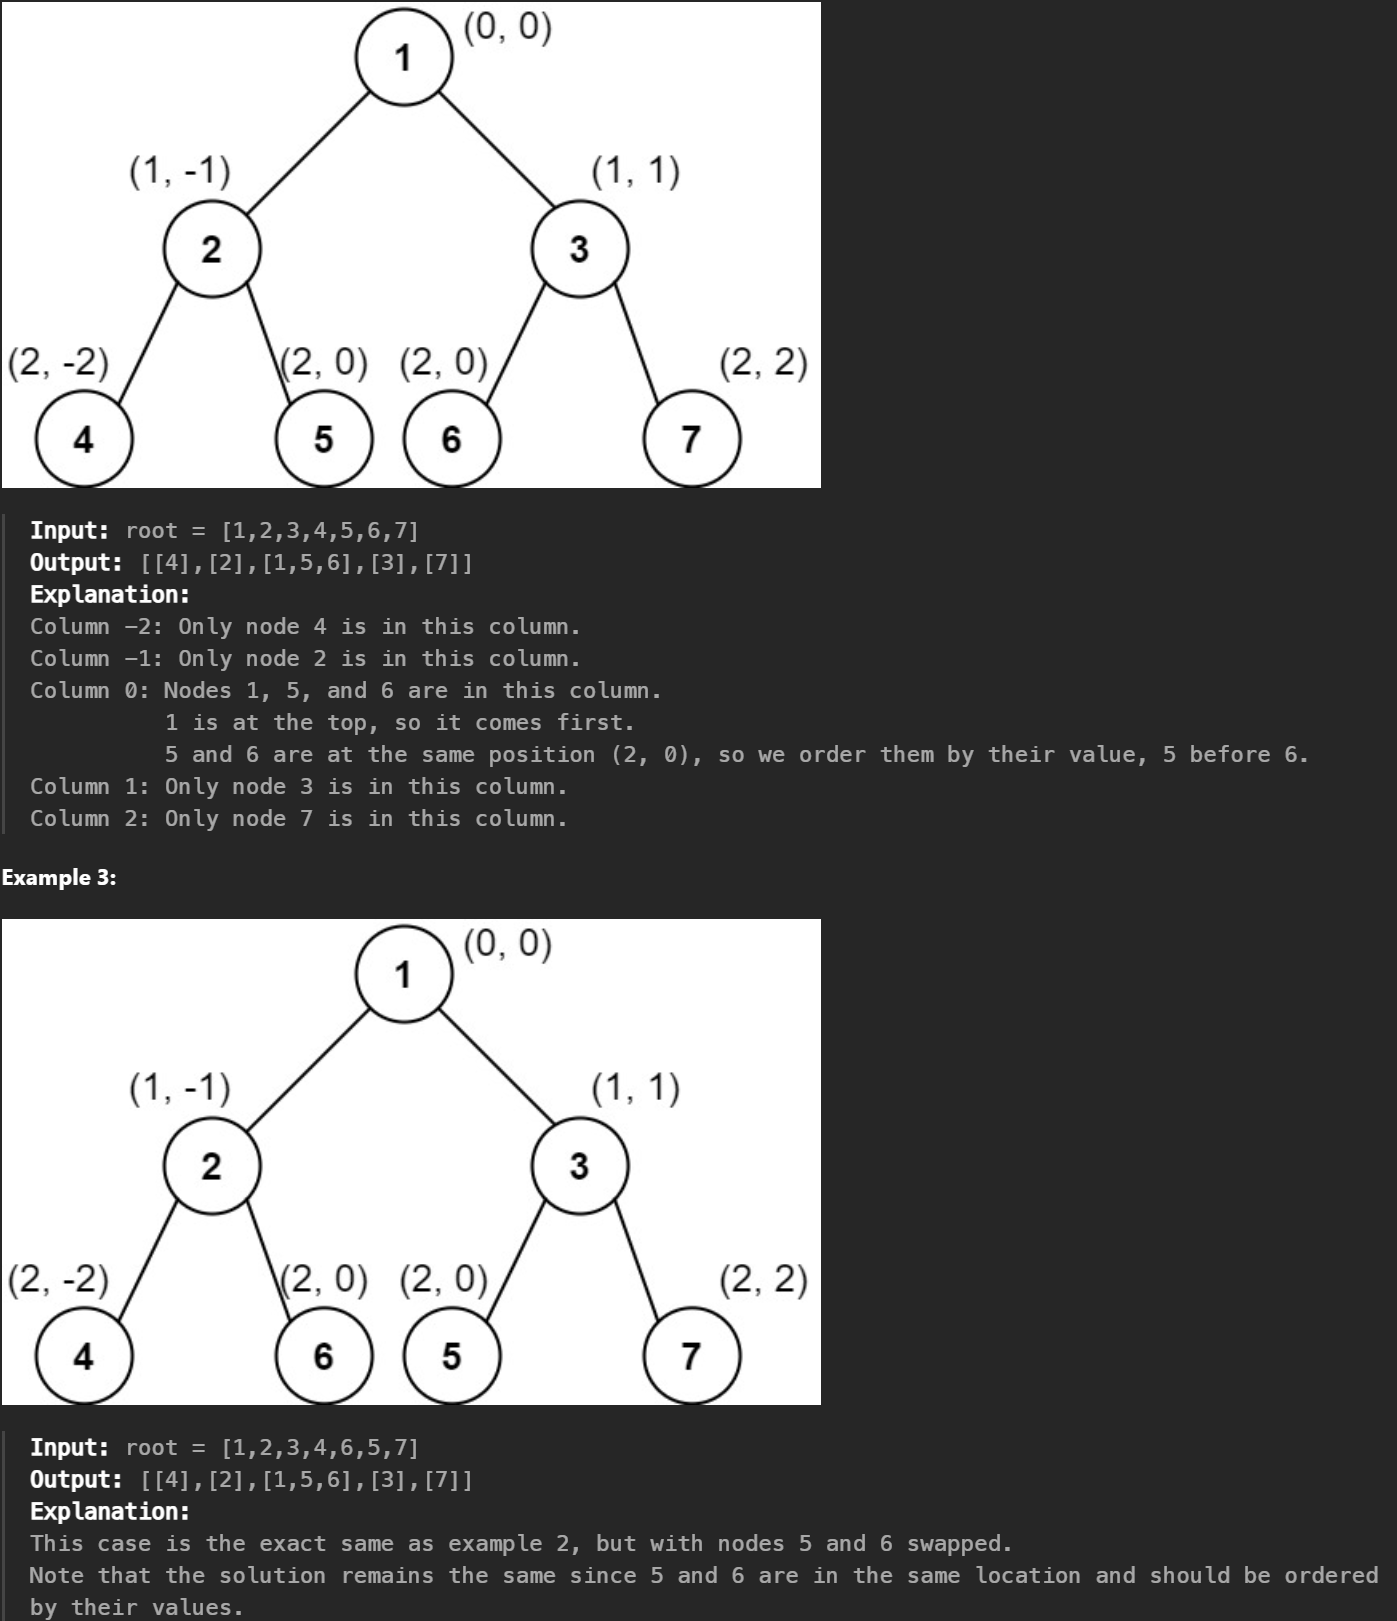 1 (0, 0)
(1, -1) (1, 1)
2 3
(2, -2) (2, 0) (2, 0) (2, 2)
4 5 6 7
Input: root = [1,2,3,4,5,6,7]
Output: [[4],[2],[1,5,6],[3],[7]]
Explanation:
Column -2: Only node 4 is in this column.
Column -1: Only node 2 is in this column.
Column 0: Nodes 1, 5, and 6 are in this column.
1 is at the top, so it comes first.
5 and 6 are at the same position (2, 0), so we order them by their value, 5 before 6.
Column 1: Only node 3 is in this column.
Column 2: Only node 7 is in this column.
Example 3:
1 (0, 0)
(1, -1) (1, 1)
2 3
(2, -2) (2, 0) (2, 0) (2, 2)
4 6 5 7
Input: root = [1,2,3,4,6,5,7]
Output: [[4],[2],[1,5,6],[3],[7]]
Explanation:
This case is the exact same as example 2, but with nodes 5 and 6 swapped.
Note that the solution remains the same since 5 and 6 are in the same location and should be ordered
by their values.